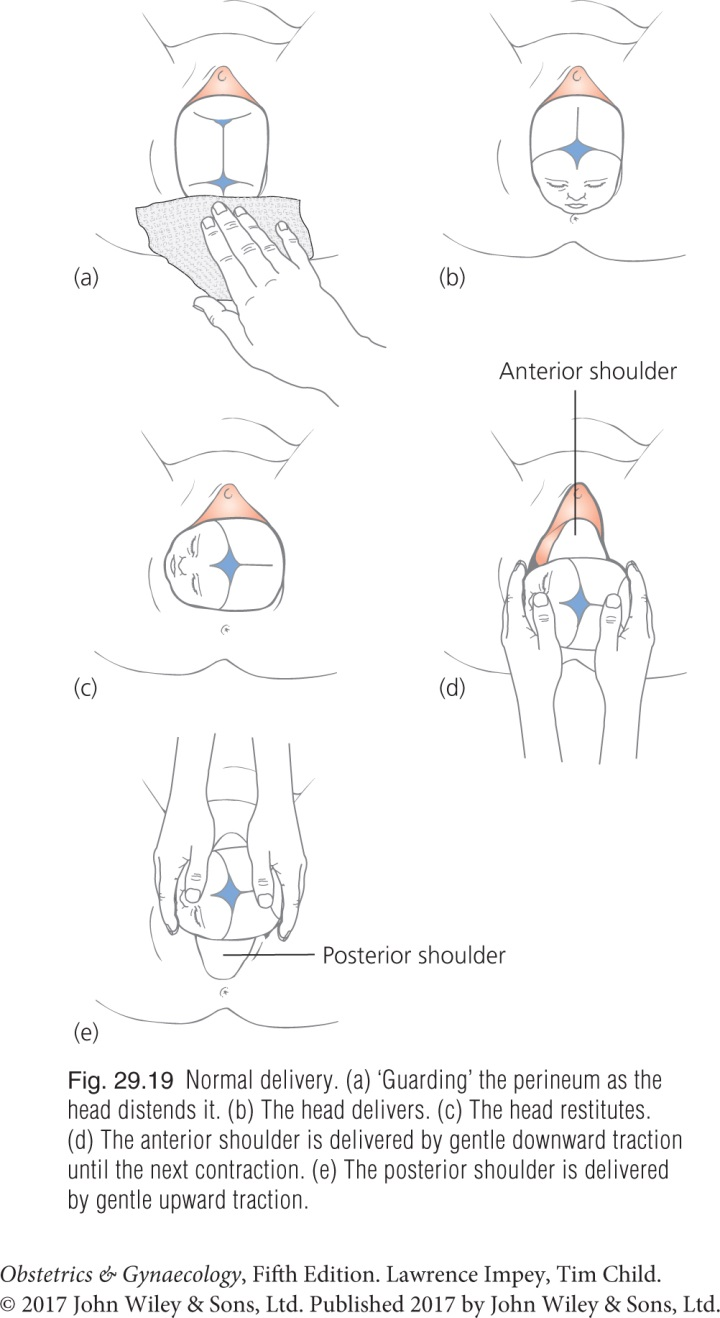 (a)
(b)
Anterior shoulder
(c)
(d)
Posterior shoulder
(e)
Fig. 29.19 Normal delivery. (a) ‘Guarding’ the perineum as the
head distends it. (b) The head delivers. (c) The head restitutes.
(d) The anterior shoulder is delivered by gentle downward traction
until the next contraction. (e) The posterior shoulder is delivered
by gentle upward traction.
Obstetrics & Gynaecology, Fifth Edition. Lawrence Impey, Tim Child.
© 2017 John Wiley & Sons, Ltd. Published 2017 by John Wiley & Sons, Ltd.